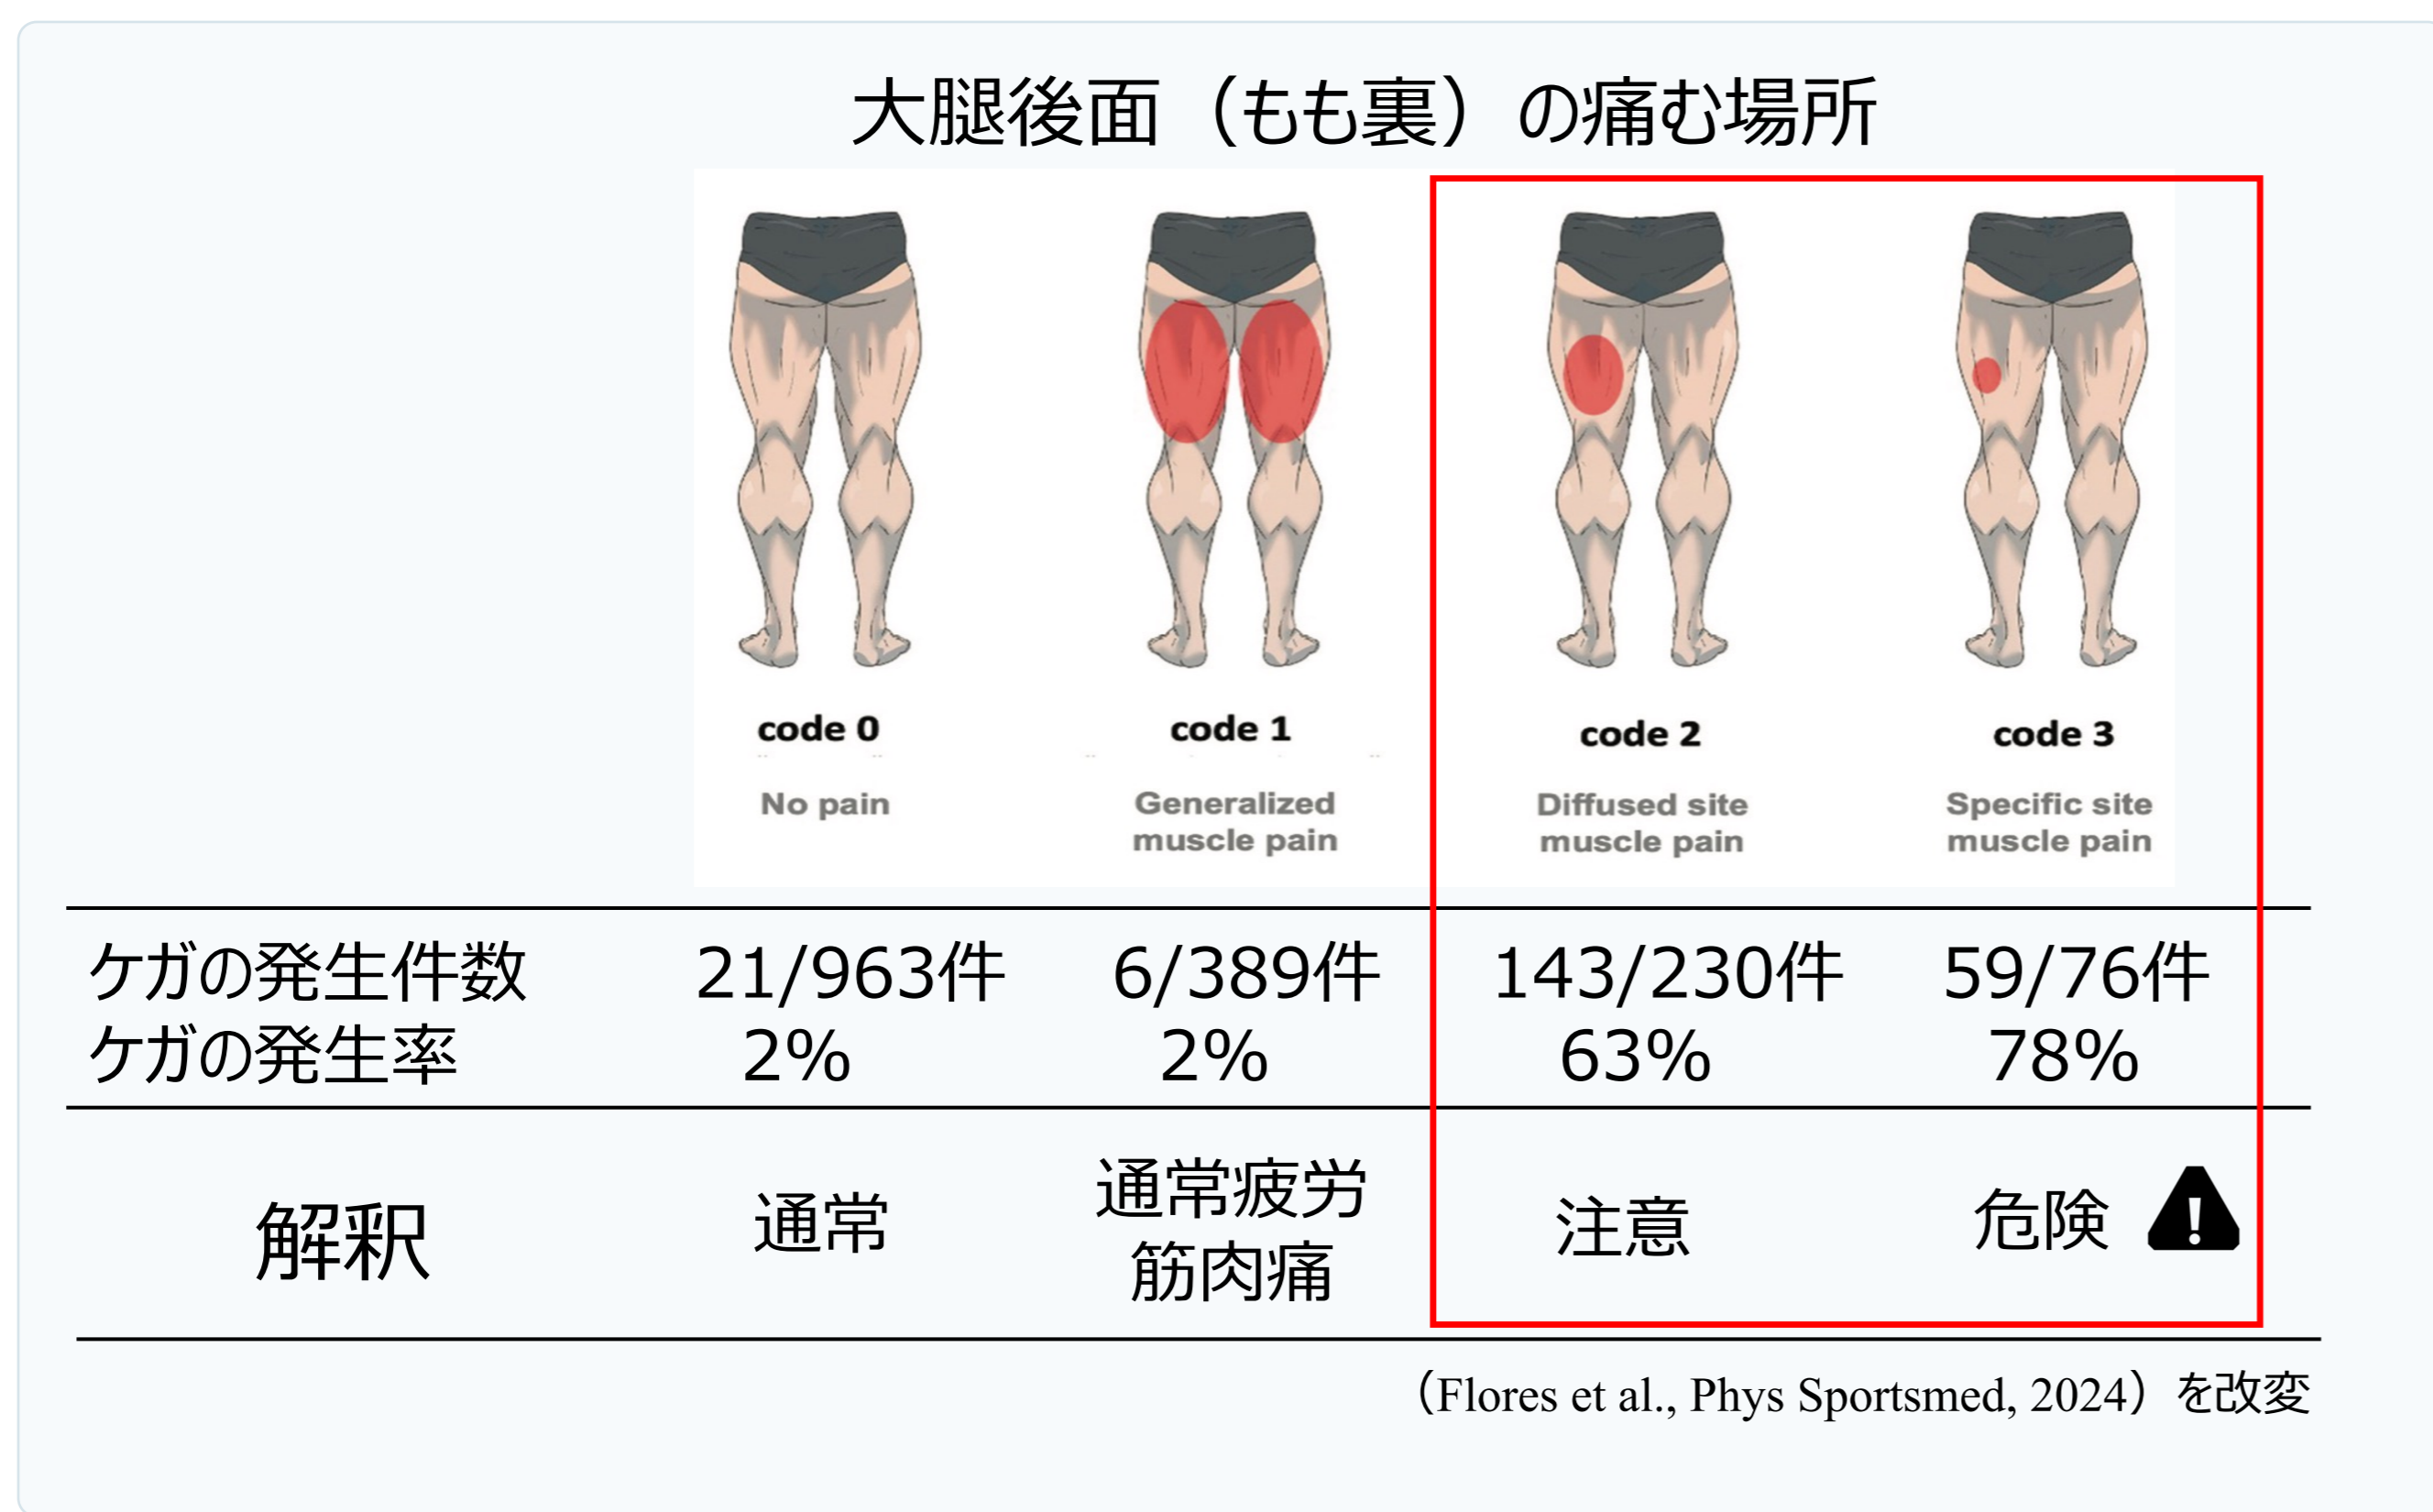 大腿後面（もも裏）の痛む場所
code 0
code 1
code 2
code 3
No pain
Generalized
muscle pain
Diffused site
muscle pain
Specific site
muscle pain
ケガの発生件数 21/963件 6/389件 143/230件 59/76件
ケガの発生率 2% 2% 63% 78%
解釈 通常 通常疲労
筋肉痛 注意 危険 !
（Flores et al., Phys Sportsmed, 2024）を改変